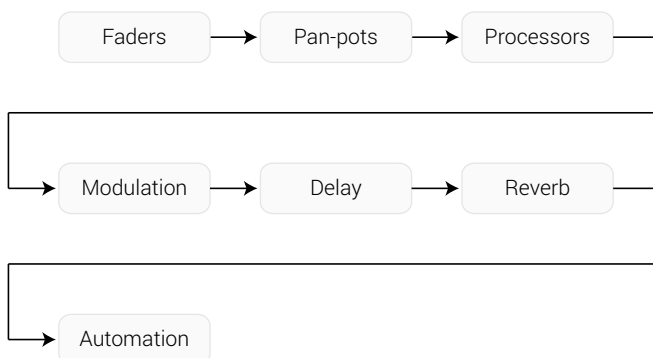 Faders
Pan-pots
Processors
Modulation
Delay
Reverb
Automation